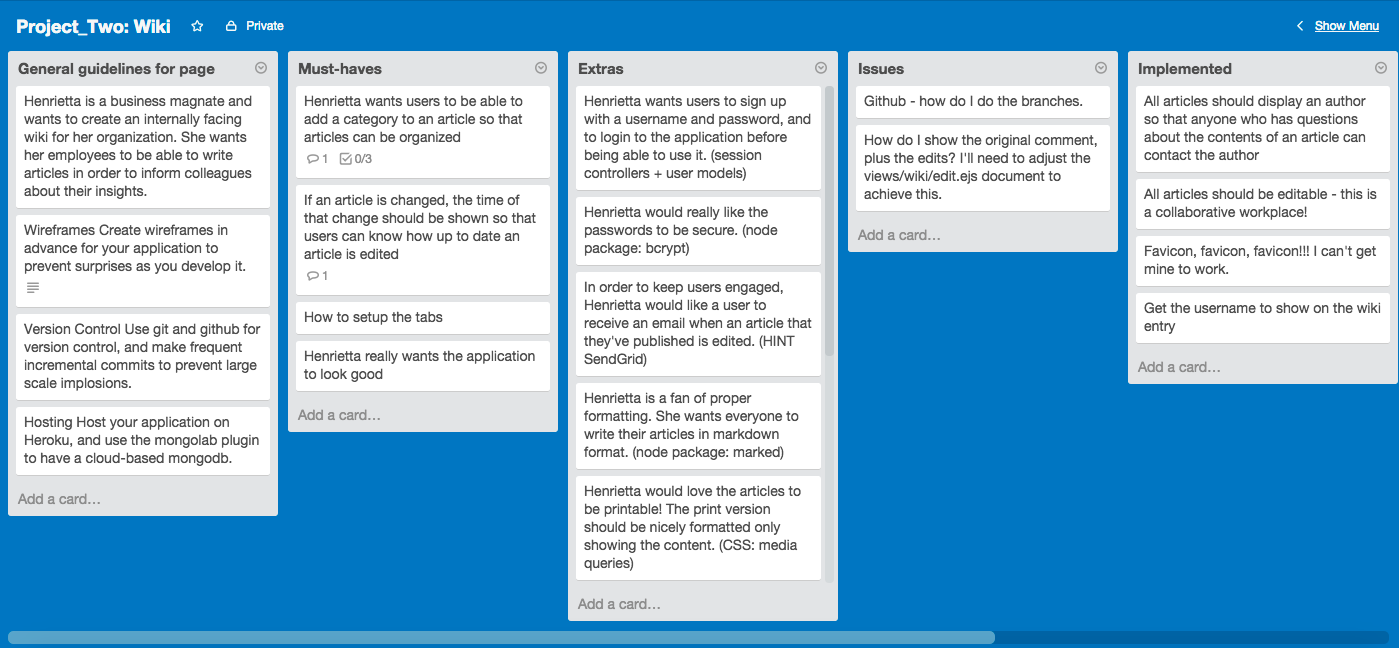 Project_Two: Wiki
Private
Show Menu
General guidelines for page
Henrietta is a business magnate and
wants to create an internally facing
wiki for her organization. She wants
her employees to be able to write
articles in order to inform colleagues
about their insights.
Wireframes Create wireframes in
advance for your application to
prevent surprises as you develop it.
Version Control Use git and github for
version control, and make frequent
incremental commits to prevent large
scale implosions.
Hosting Host your application on
Heroku, and use the mongolab plugin
to have a cloud-based mongodb.
Add a card…
Must-haves
Henrietta wants users to be able to
add a category to an article so that
articles can be organized
1
0/3
If an article is changed, the time of
that change should be shown so that
users can know how up to date an
article is edited
1
How to setup the tabs
Henrietta really wants the application
to look good
Add a card…
Extras
Henrietta wants users to sign up
with a username and password, and
to login to the application before
being able to use it. (session
controllers + user models)
Henrietta would really like the
passwords to be secure. (node
package: bcrypt)
In order to keep users engaged,
Henrietta would like a user to
receive an email when an article that
they've published is edited. (HINT
SendGrid)
Henrietta is a fan of proper
formatting. She wants everyone to
write their articles in markdown
format. (node package: marked)
Henrietta would love the articles to
be printable! The print version
should be nicely formatted only
showing the content. (CSS: media
queries)
Add a card…
Issues
Github - how do I do the branches.
How do I show the original comment,
plus the edits? I'll need to adjust the
views/wiki/edit.ejs document to
achieve this.
Add a card…
Implemented
All articles should display an author
so that anyone who has questions
about the contents of an article can
contact the author
All articles should be editable - this is
a collaborative workplace!
Favicon, favicon, favicon!!! I can't get
mine to work.
Get the username to show on the wiki
entry
Add a card…